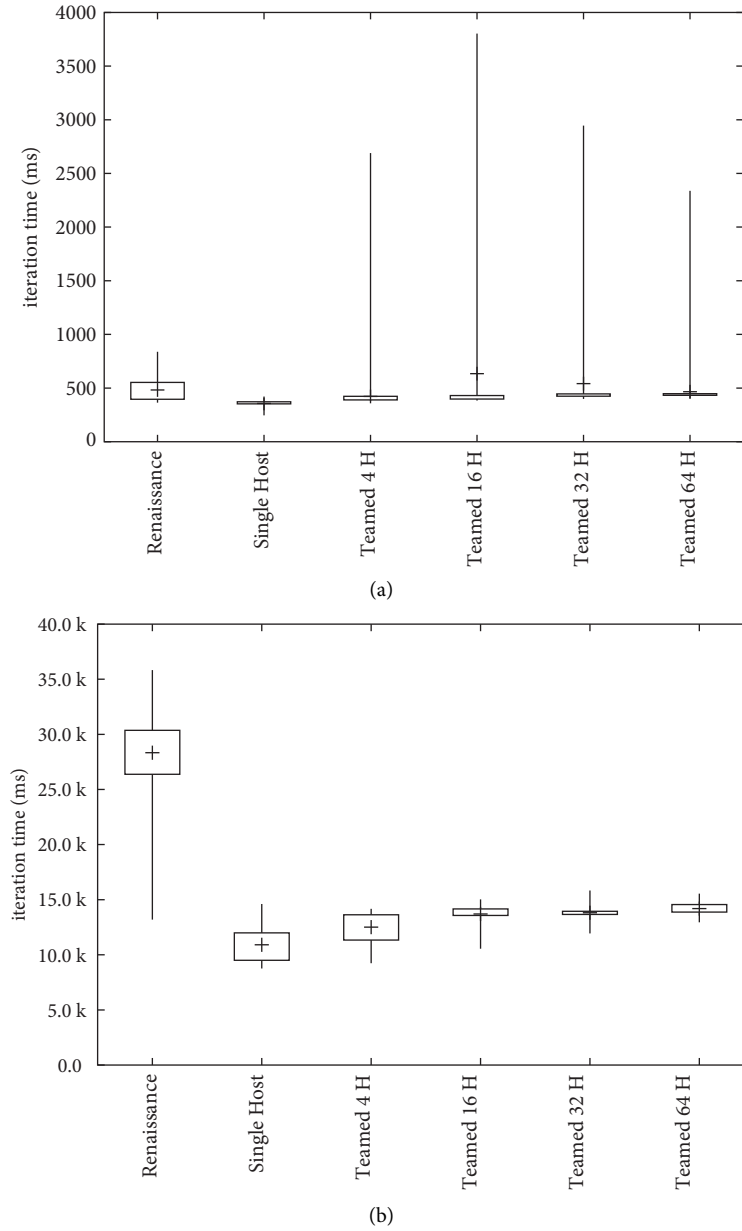 4000
3500
3000
2500
2000
1500
1000
500
0
iteration time (ms)
Renaissance
Single Host
Teamed 4 H
Teamed 16 H
Teamed 32 H
Teamed 64 H
(a)
40.0 k
35.0 k
30.0 k
25.0 k
20.0 k
15.0 k
10.0 k
5.0 k
0.0
iteration time (ms)
Renaissance
Single Host
Teamed 4 H
Teamed 16 H
Teamed 32 H
Teamed 64 H
(b)